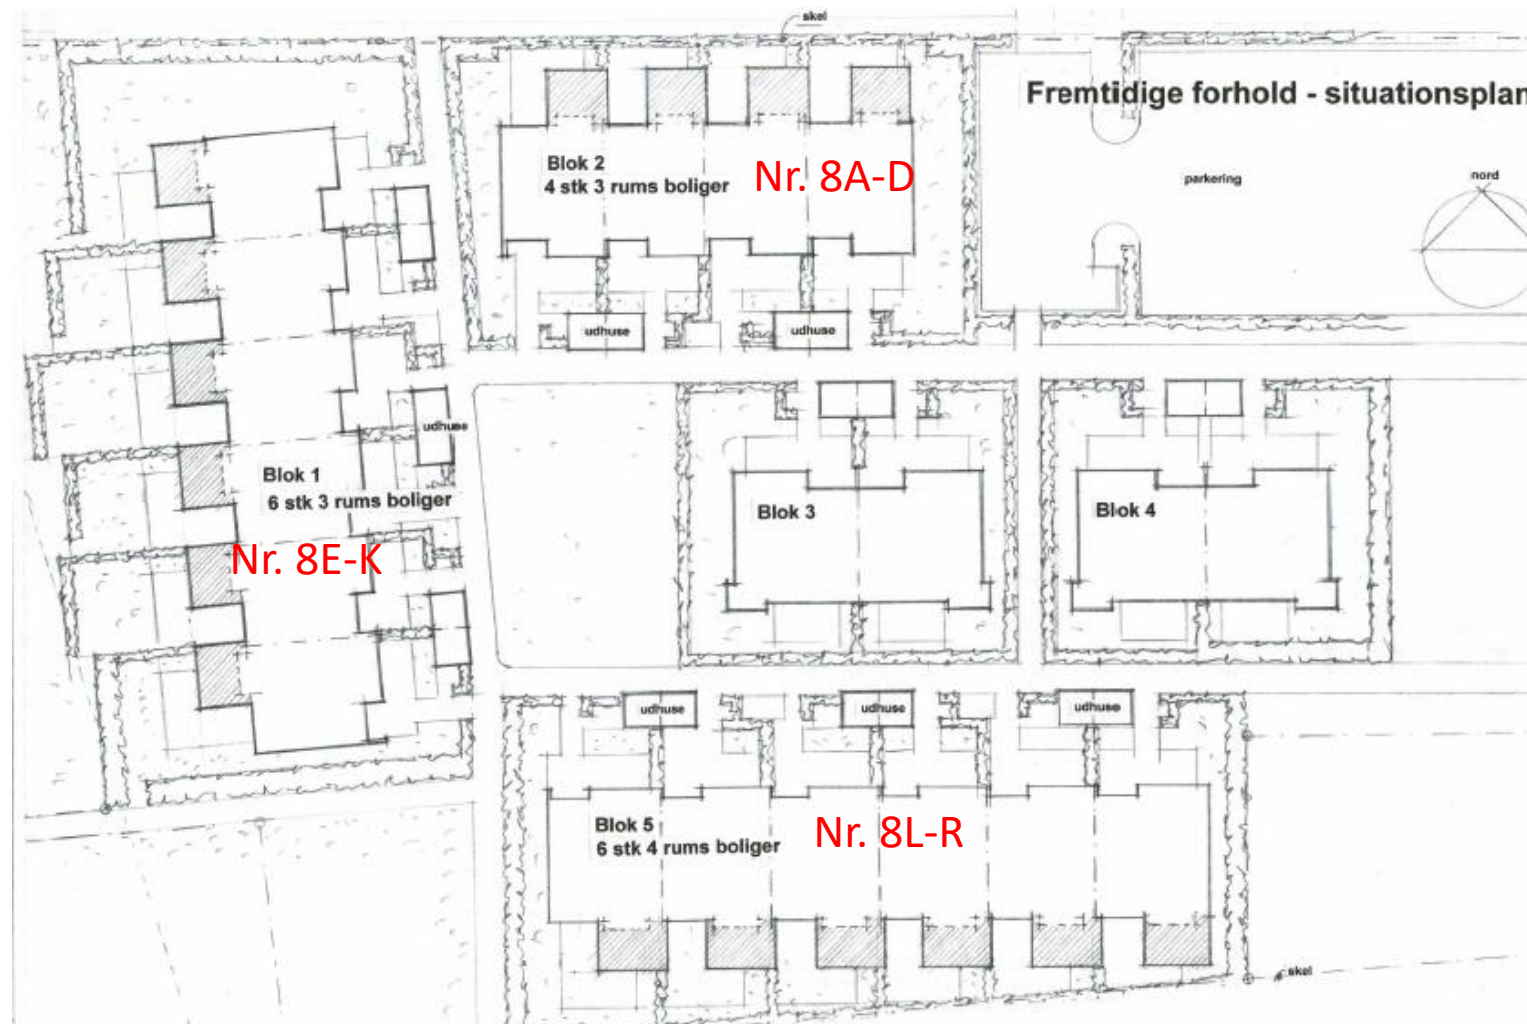 skel
Fremtidige forhold - situationsplan
Blok 2
4 stk 3 rums boliger
Nr. 8A-D
parkering
nord
udhuse
udhuse
udhuse
Blok 1
6 stk 3 rums boliger
Nr. 8E-K
Blok 3
Blok 4
udhuse
udhuse
udhuse
Blok 5
6 stk 4 rums boliger
Nr. 8L-R
skel